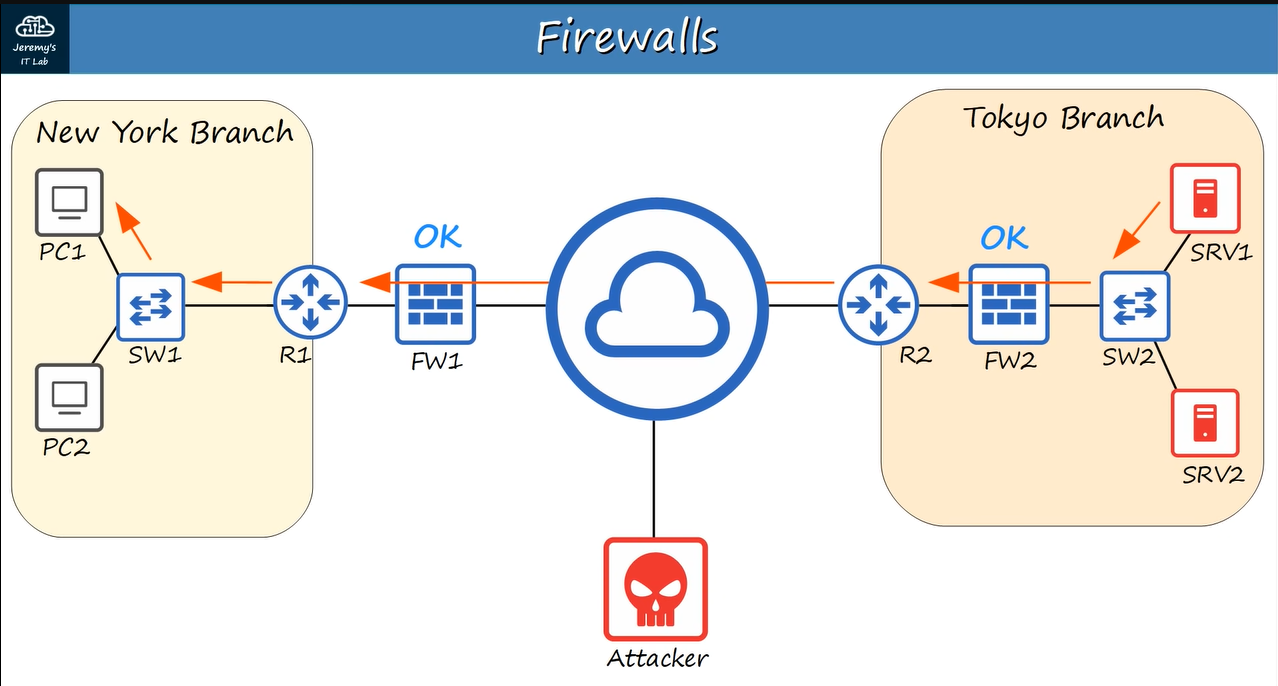 Jeremy's
IT Lab
Firewalls
New York Branch
Tokyo Branch
PC1
SW1
PC2
R1
OK
FW1
R2
OK
FW2
SW2
SRV1
SRV2
Attacker